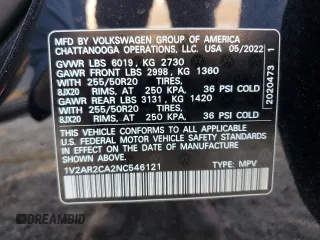 MFD BY VOLKSWAGEN GROUP OF AMERICA
CHATTANOOGA OPERATIONS, LLC. USA 05/2022
GVWR LBS 6019, KG 2730
GAWR FRONT LBS 2998, KG 1360
WITH 255/50R20 TIRES,
8JX20 RIMS, AT 250 KPA, 36 PSI COLD
GAWR REAR LBS 3131, KG 1420
WITH 255/50R20 TIRES,
8JX20 RIMS, AT 250 KPA, 36 PSI COLD
THIS VEHICLE CONFORMS TO ALL APPLICABLE
FEDERAL MOTOR VEHICLE SAFETY AND THEFT
PREVENTION STANDARDS IN EFFECT ON THE
DATE OF MANUFACTURE SHOWN ABOVE.
1V2AR2CA2NC546121 TYPE: MPV
2020473 1
DREAMBID